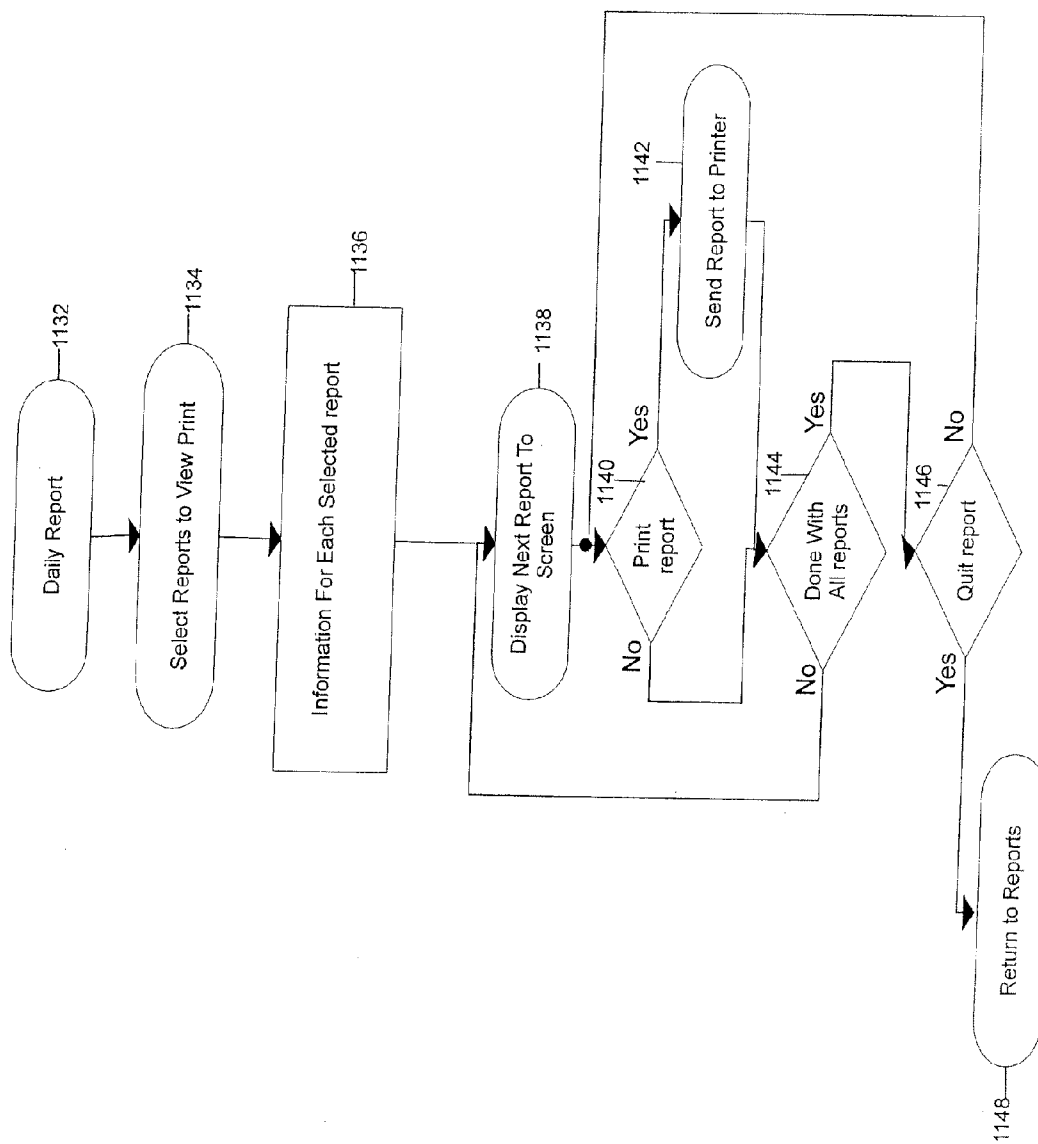 Daily Report
1132
Select Reports to View Print
1134
Information For Each Selected report
1136
Display Next Report To
Screen
1138
Print
report
1140
Yes
No
Send Report to Printer
1142
Done With
All reports
1144
Yes
No
Quit report
1146
No
Yes
Return to Reports
1148